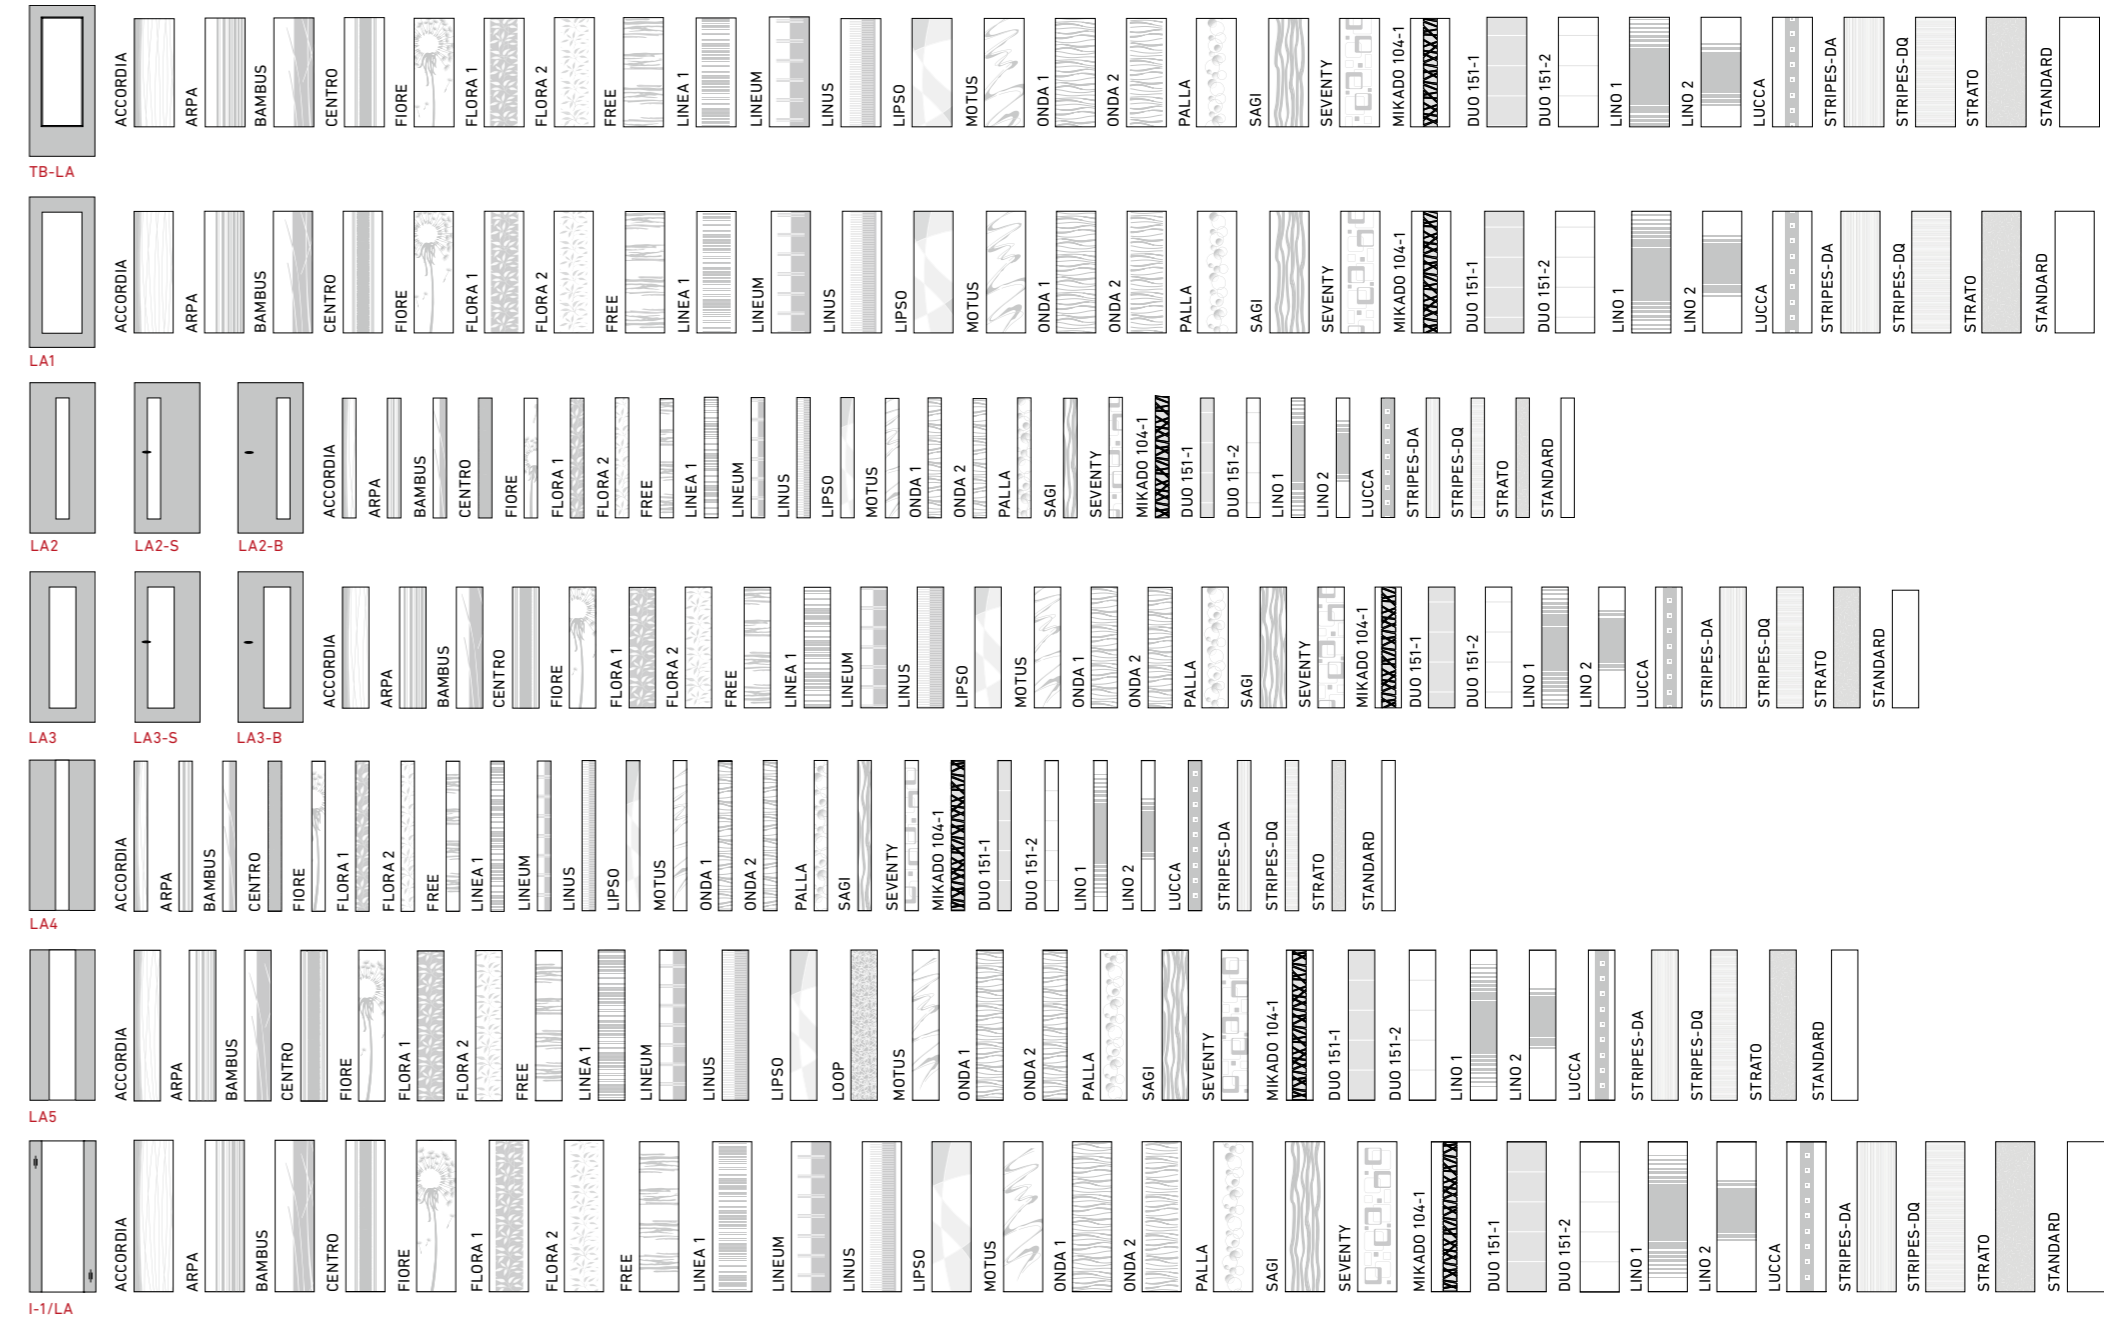 ACCORDIA ARPA BAMBUS CENTRO FIORE FLORA 1 FLORA 2 FREE LINEA 1 LINEUM LINUS LIPSO MOTUS ONDA 1 ONDA 2 PALLA SAGI SEVENTY MIKADO 104-1 DUO 151-1 DUO 151-2 LINO 1 LINO 2 LUCCA STRIPES-DA STRIPES-DQ STRATO STANDARD
TB-LA
ACCORDIA ARPA BAMBUS CENTRO FIORE FLORA 1 FLORA 2 FREE LINEA 1 LINEUM LINUS LIPSO MOTUS ONDA 1 ONDA 2 PALLA SAGI SEVENTY MIKADO 104-1 DUO 151-1 DUO 151-2 LINO 1 LINO 2 LUCCA STRIPES-DA STRIPES-DQ STRATO STANDARD
LA1
ACCORDIA ARPA BAMBUS CENTRO FIORE FLORA 1 FLORA 2 FREE LINEA 1 LINEUM LINUS LIPSO MOTUS ONDA 1 ONDA 2 PALLA SAGI SEVENTY MIKADO 104-1 DUO 151-1 DUO 151-2 LINO 1 LINO 2 LUCCA STRIPES-DA STRIPES-DQ STRATO STANDARD
LA2 LA2-S LA2-B
ACCORDIA ARPA BAMBUS CENTRO FIORE FLORA 1 FLORA 2 FREE LINEA 1 LINEUM LINUS LIPSO MOTUS ONDA 1 ONDA 2 PALLA SAGI SEVENTY MIKADO 104-1 DUO 151-1 DUO 151-2 LINO 1 LINO 2 LUCCA STRIPES-DA STRIPES-DQ STRATO STANDARD
LA3 LA3-S LA3-B
ACCORDIA ARPA BAMBUS CENTRO FIORE FLORA 1 FLORA 2 FREE LINEA 1 LINEUM LINUS LIPSO MOTUS ONDA 1 ONDA 2 PALLA SAGI SEVENTY MIKADO 104-1 DUO 151-1 DUO 151-2 LINO 1 LINO 2 LUCCA STRIPES-DA STRIPES-DQ STRATO STANDARD
LA4
ACCORDIA ARPA BAMBUS CENTRO FIORE FLORA 1 FLORA 2 FREE LINEA 1 LINEUM LINUS LIPSO LOOP MOTUS ONDA 1 ONDA 2 PALLA SAGI SEVENTY MIKADO 104-1 DUO 151-1 DUO 151-2 LINO 1 LINO 2 LUCCA STRIPES-DA STRIPES-DQ STRATO STANDARD
LA5
ACCORDIA ARPA BAMBUS CENTRO FIORE FLORA 1 FLORA 2 FREE LINEA 1 LINEUM LINUS LIPSO MOTUS ONDA 1 ONDA 2 PALLA SAGI SEVENTY MIKADO 104-1 DUO 151-1 DUO 151-2 LINO 1 LINO 2 LUCCA STRIPES-DA STRIPES-DQ STRATO STANDARD
I-1/LA